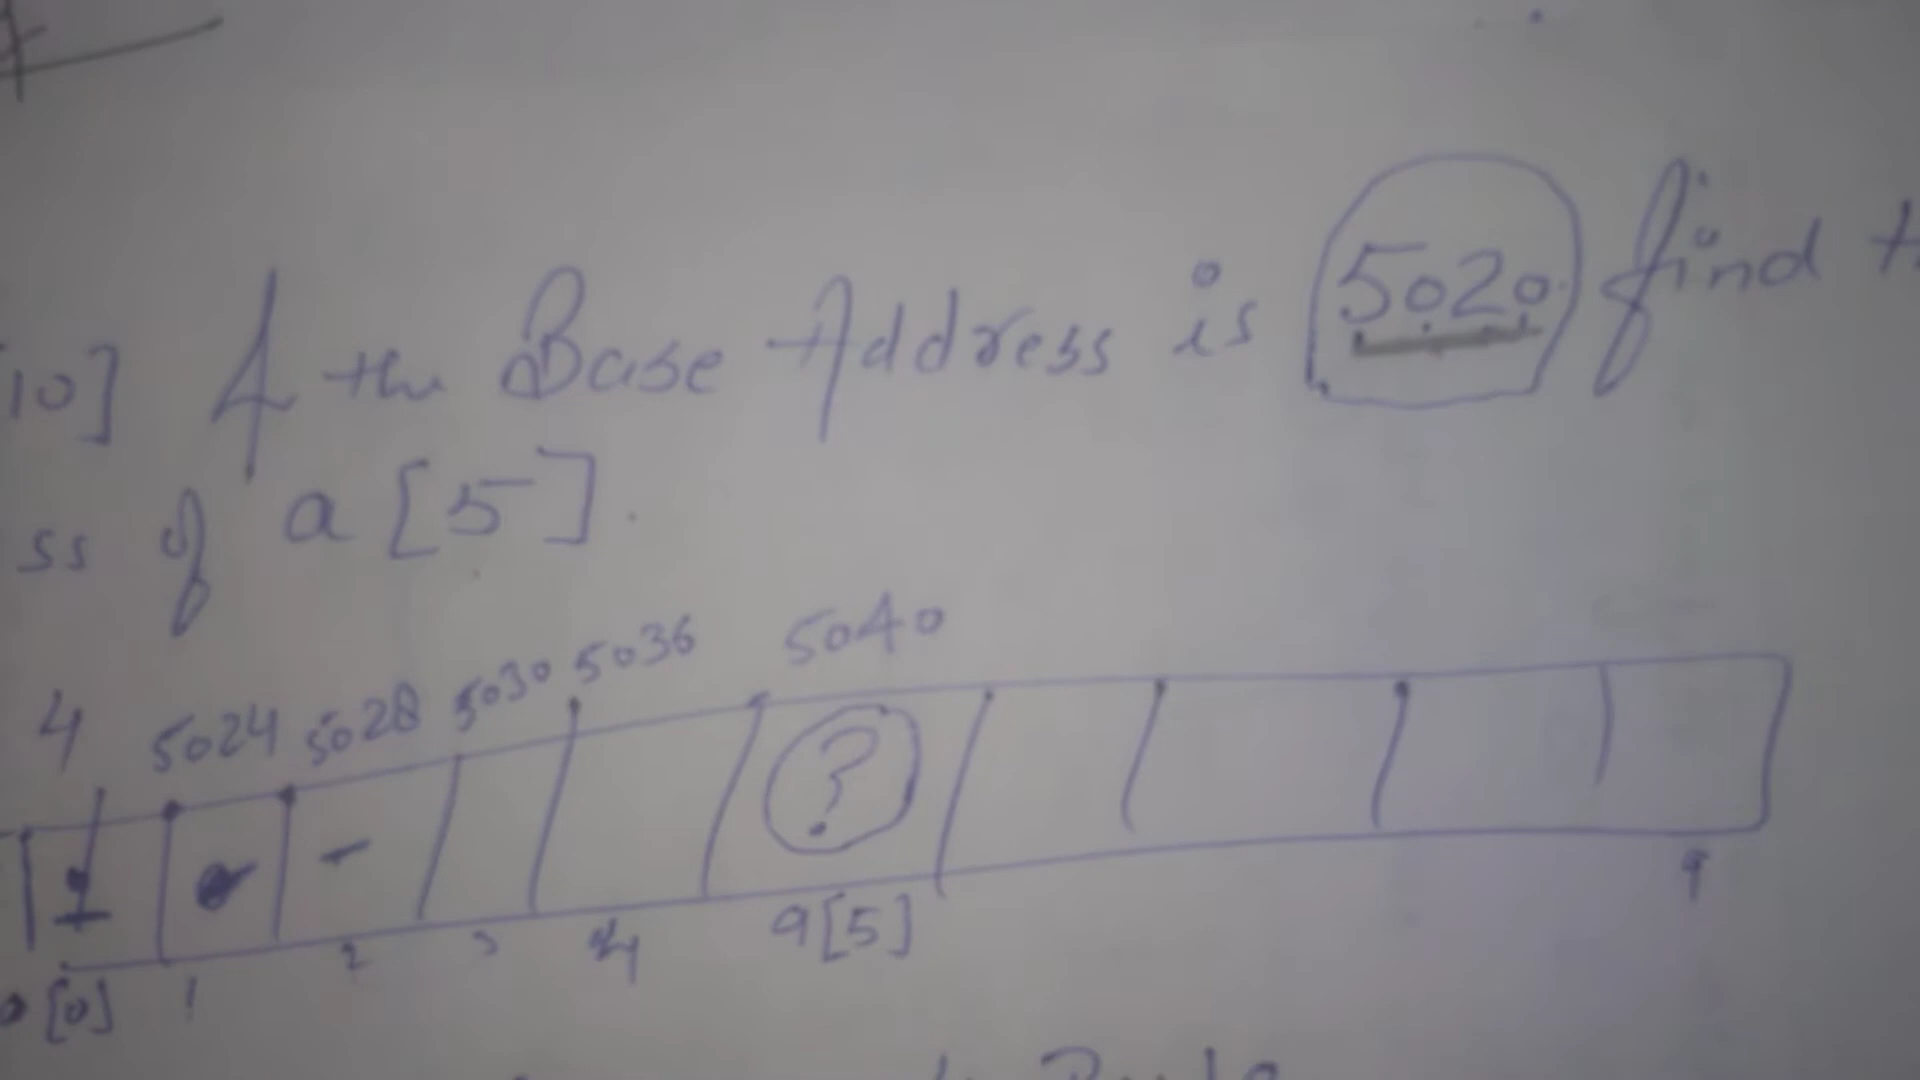 10] & the Base Address is 5020 find
ss of a [5].
4 5024 5028 5030 5036 5040
?
[0] 1 2 3 4 a[5] 9